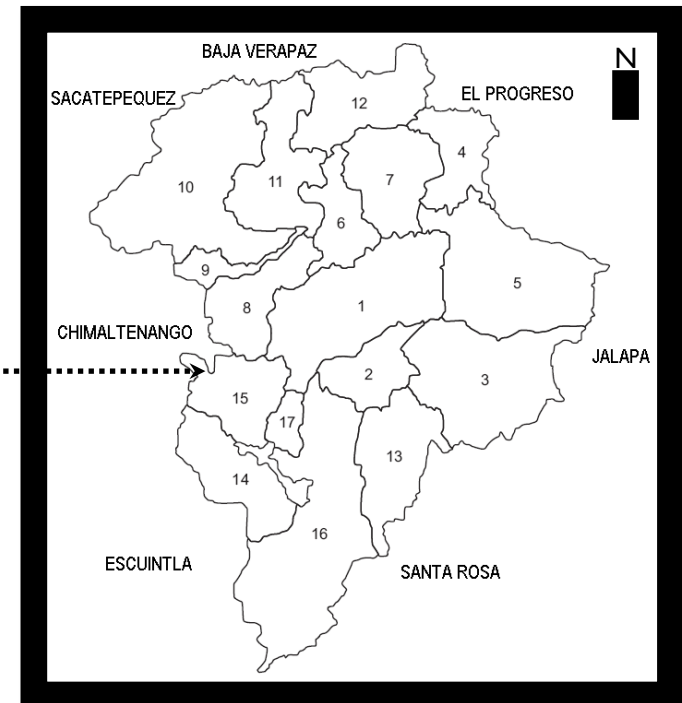 BAJA VERAPAZ
N
SACATEPEQUEZ
EL PROGRESO
12
4
7
10
11
6
9
5
8
1
CHIMALTENANGO
JALAPA
2
3
15
17
13
14
16
ESCUINTLA
SANTA ROSA